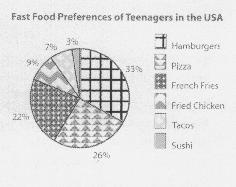 Fast Food Preferences of Teenagers in the USA
3%
7%
9%
33%
22%
26%
Hamburgers
Pizza
French Fries
Fried Chicken
Tacos
Sushi